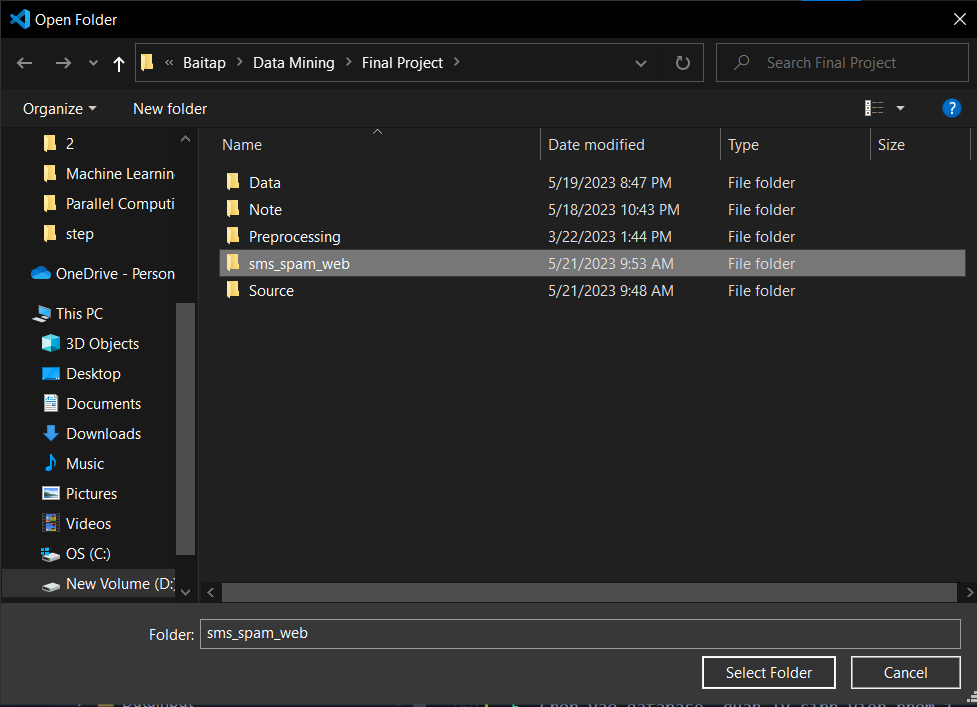 Open Folder
« Baitap > Data Mining > Final Project >
Search Final Project
Organize
New folder
?
2
Machine Learnin
Parallel Computi
step
OneDrive - Person
This PC
3D Objects
Desktop
Documents
Downloads
Music
Pictures
Videos
OS (C:)
New Volume (D:)
Name Date modified Type Size
Data 5/19/2023 8:47 PM File folder
Note 5/18/2023 10:43 PM File folder
Preprocessing 3/22/2023 1:44 PM File folder
sms_spam_web 5/21/2023 9:53 AM File folder
Source 5/21/2023 9:48 AM File folder
Folder: sms_spam_web
Select Folder Cancel